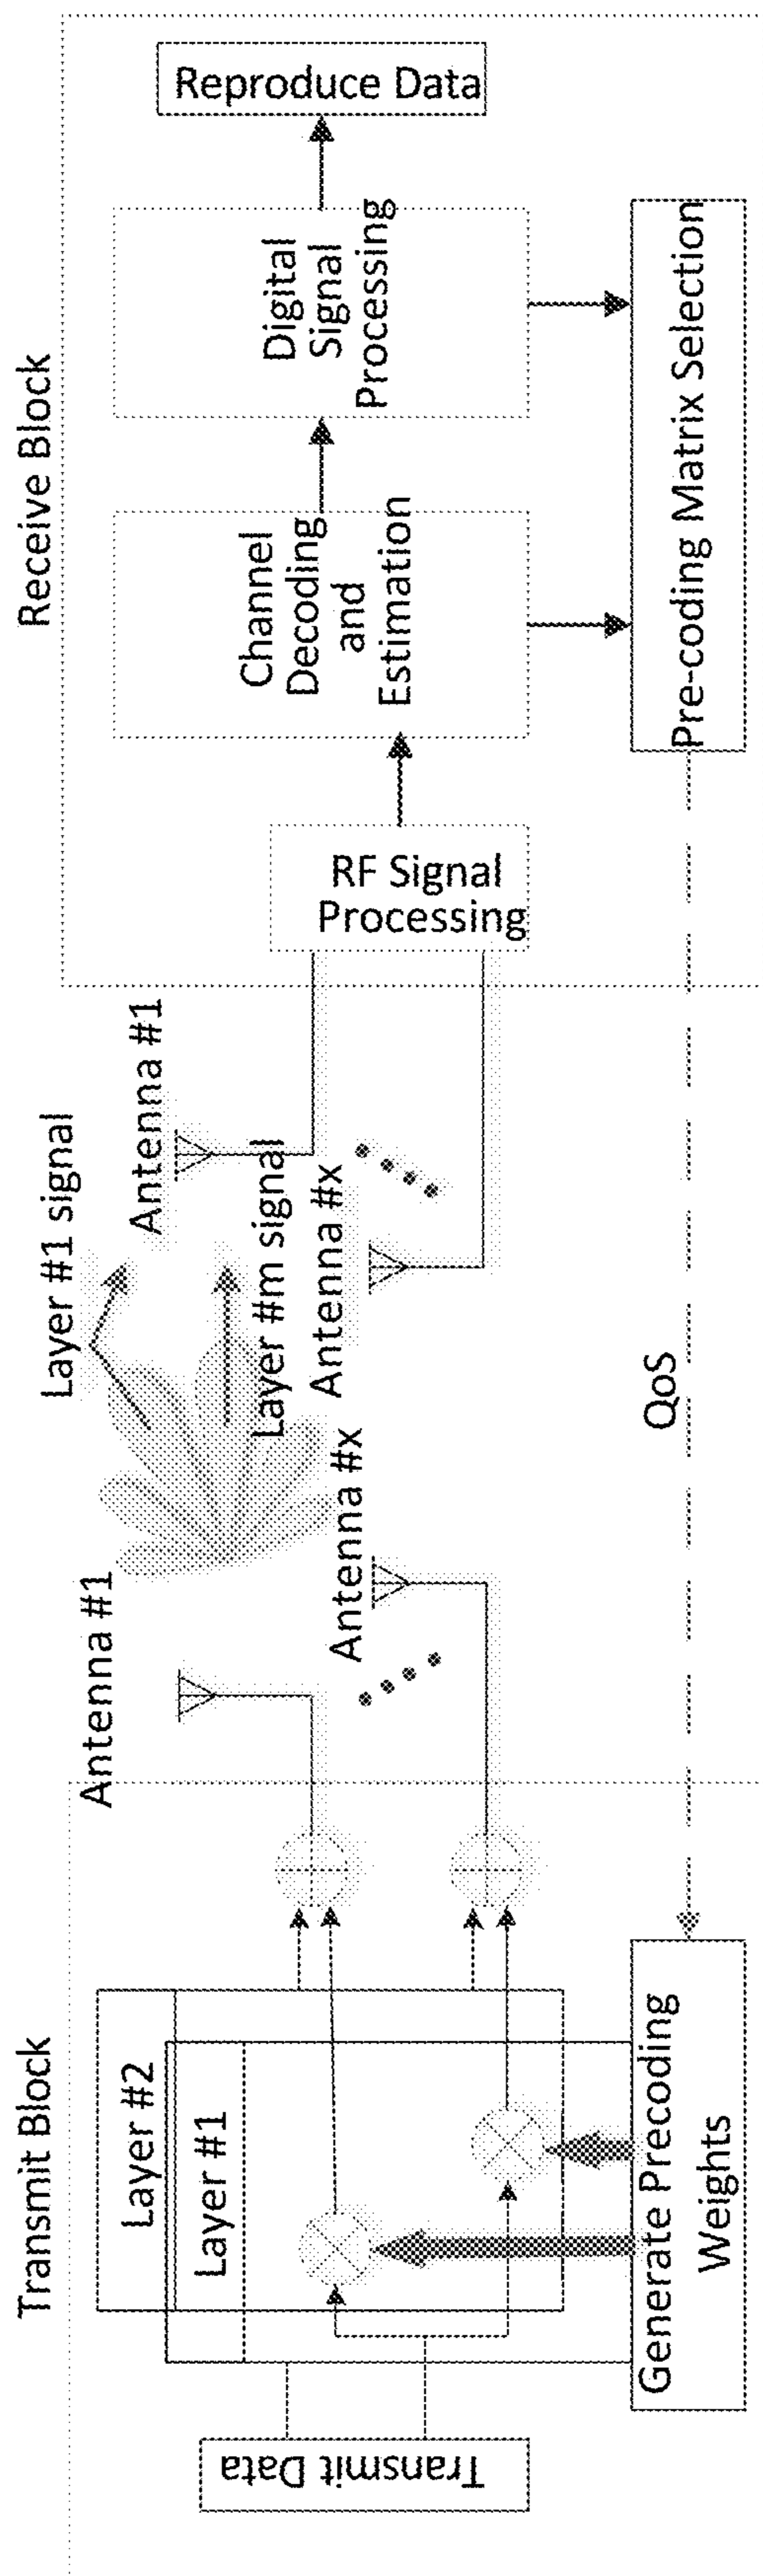 Transmit Block
Transmit Data
Layer #2
Layer #1
Generate Precoding
Weights
Antenna #1
Antenna #x
Layer #1 signal
Layer #m signal
Antenna #1
Antenna #x
QoS
Receive Block
RF Signal
Processing
Channel
Decoding
and
Estimation
Digital
Signal
Processing
Reproduce Data
Pre-coding Matrix Selection